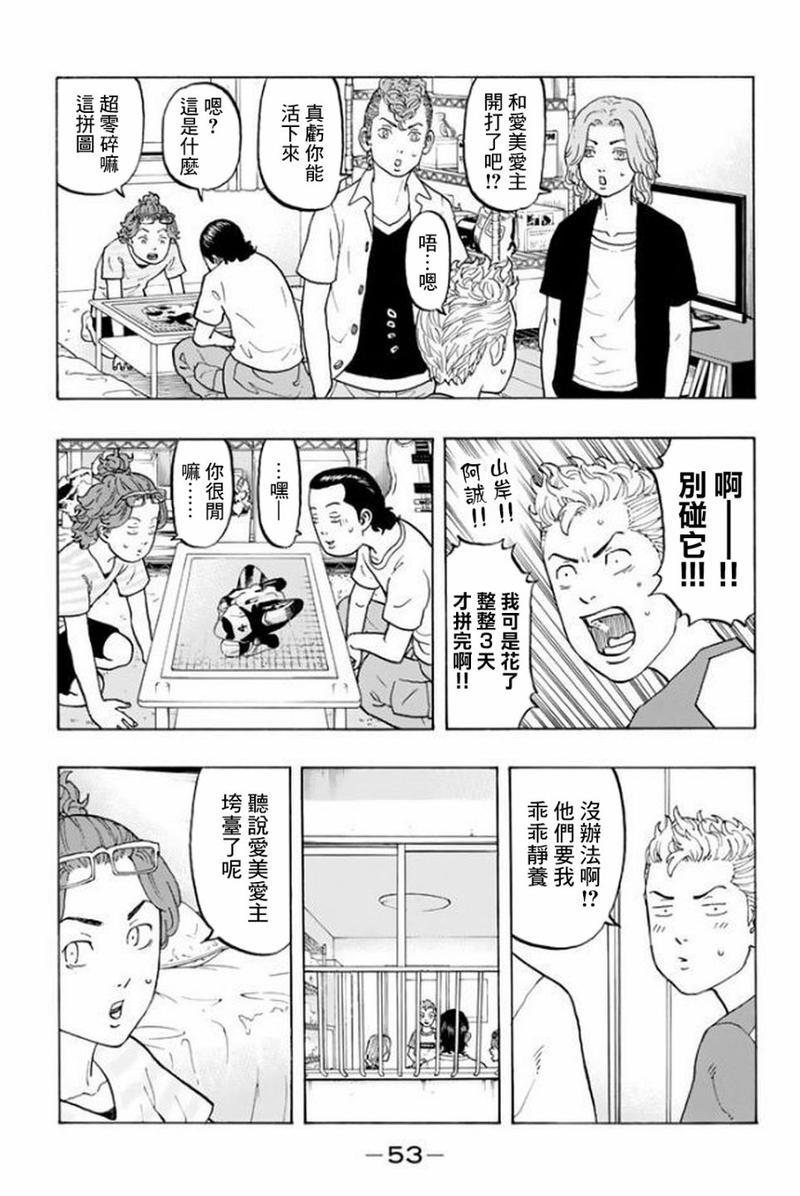 和愛美愛主
開打了吧!?
唔…嗯
真虧你能
活下來
嗯?
這是什麼
超零碎嘛
這拼圖
啊——!!
別碰它!!!
山岸!!
阿誠!!
我可是花了
整整3天
才拼完啊!!
…嘿—
你很閒
嘛……
沒辦法啊!?
他們要我
乖乖靜養
聽說愛美愛主
垮臺了呢
—53—